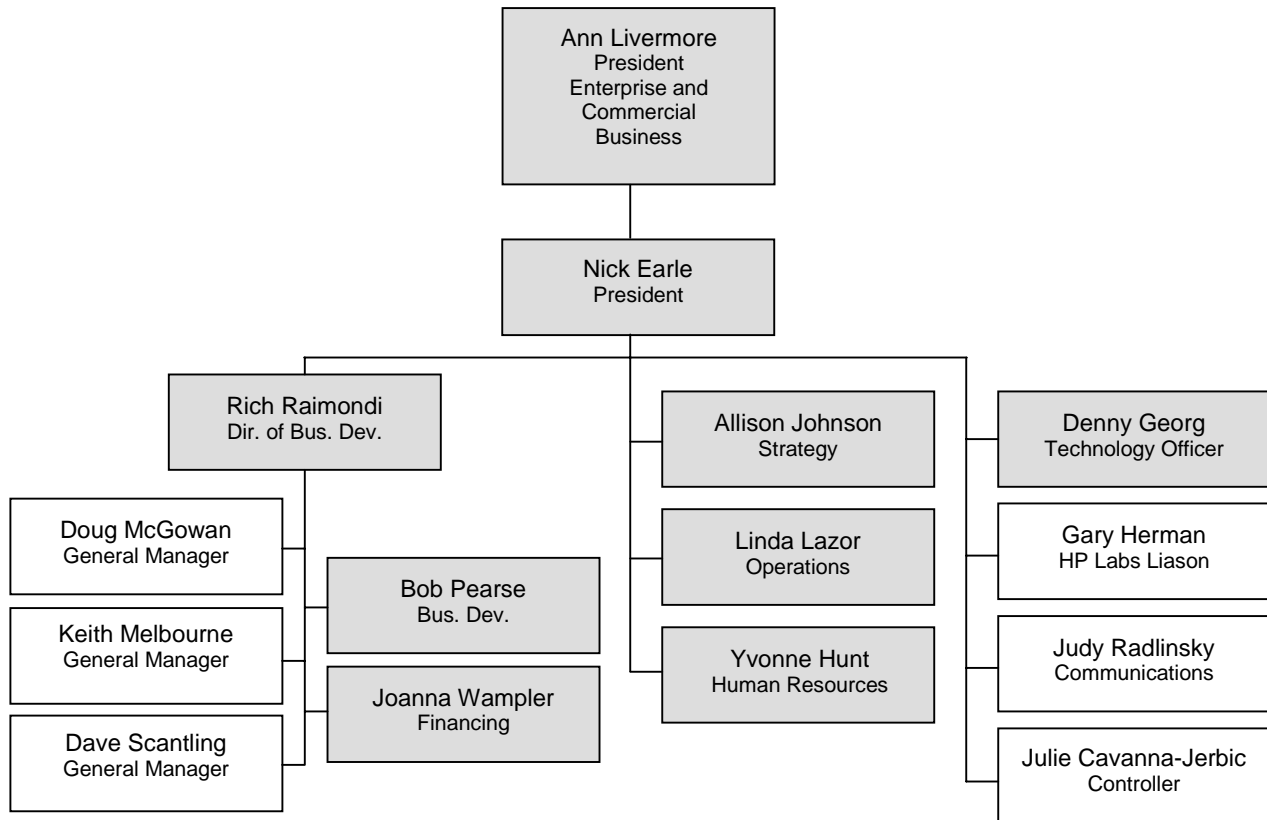 Ann Livermore
President
Enterprise and
Commercial
Business
Nick Earle
President
Rich Raimondi
Dir. of Bus. Dev.
Doug McGowan
General Manager
Keith Melbourne
General Manager
Dave Scantling
General Manager
Bob Pearse
Bus. Dev.
Joanna Wampler
Financing
Allison Johnson
Strategy
Linda Lazor
Operations
Yvonne Hunt
Human Resources
Denny Georg
Technology Officer
Gary Herman
HP Labs Liason
Judy Radlinsky
Communications
Julie Cavanna-Jerbic
Controller